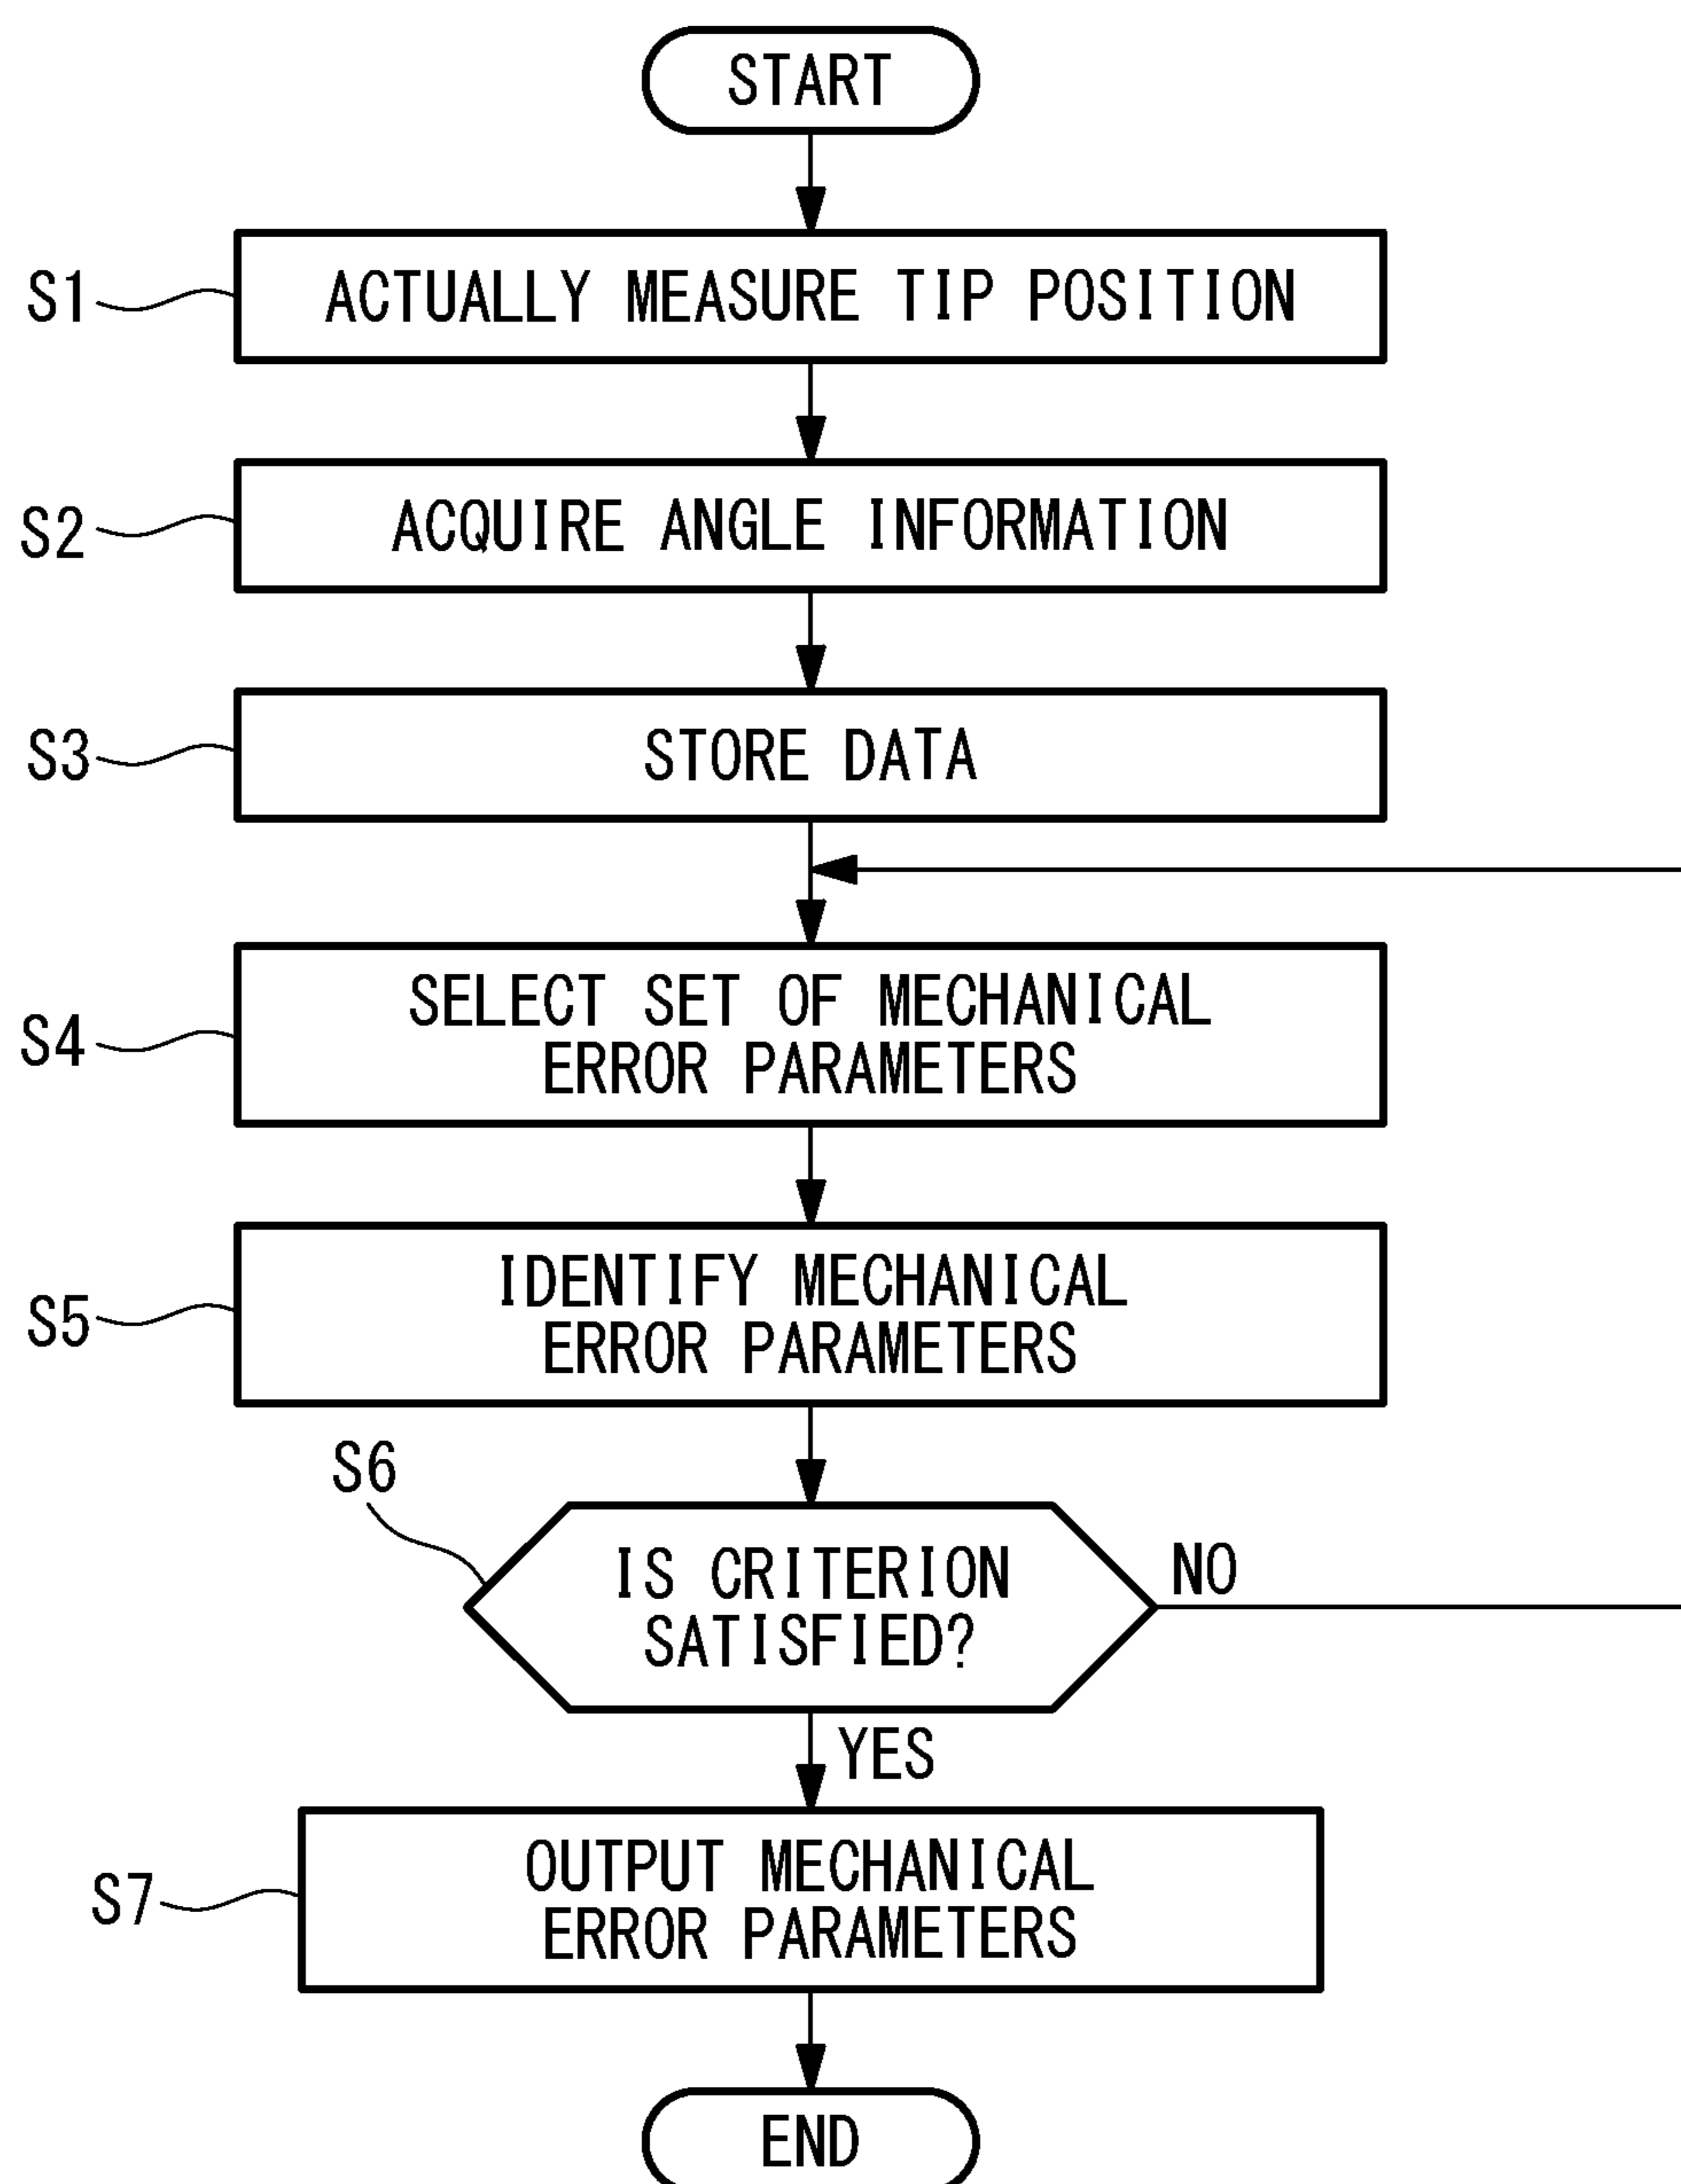 START
S1
ACTUALLY MEASURE TIP POSITION
S2
ACQUIRE ANGLE INFORMATION
S3
STORE DATA
S4
SELECT SET OF MECHANICAL
ERROR PARAMETERS
S5
IDENTIFY MECHANICAL
ERROR PARAMETERS
S6
IS CRITERION
SATISFIED?
NO
YES
S7
OUTPUT MECHANICAL
ERROR PARAMETERS
END